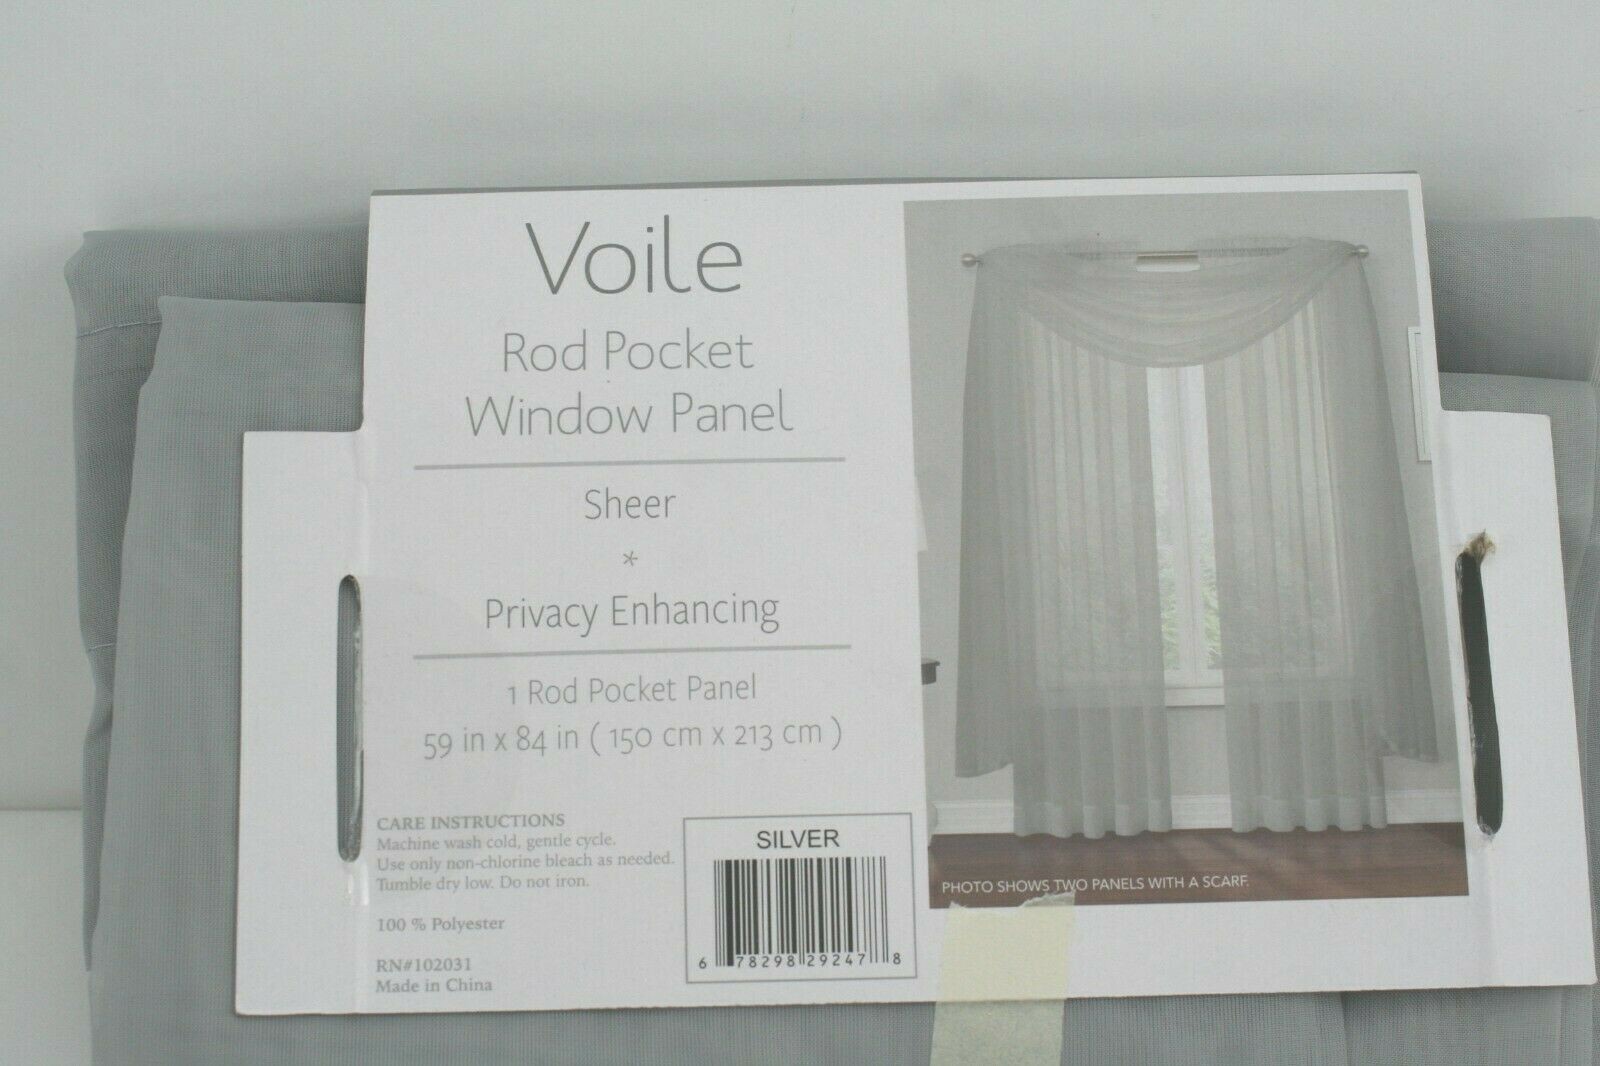 Voile
Rod Pocket
Window Panel
Sheer
*
Privacy Enhancing
1 Rod Pocket Panel
59 in x 84 in ( 150 cm x 213 cm )
CARE INSTRUCTIONS
Machine wash cold, gentle cycle.
Use only non-chlorine bleach as needed.
Tumble dry low. Do not iron.
100 % Polyester
RN#102031
Made in China
SILVER
6 78298 29247 8
PHOTO SHOWS TWO PANELS WITH A SCARF.